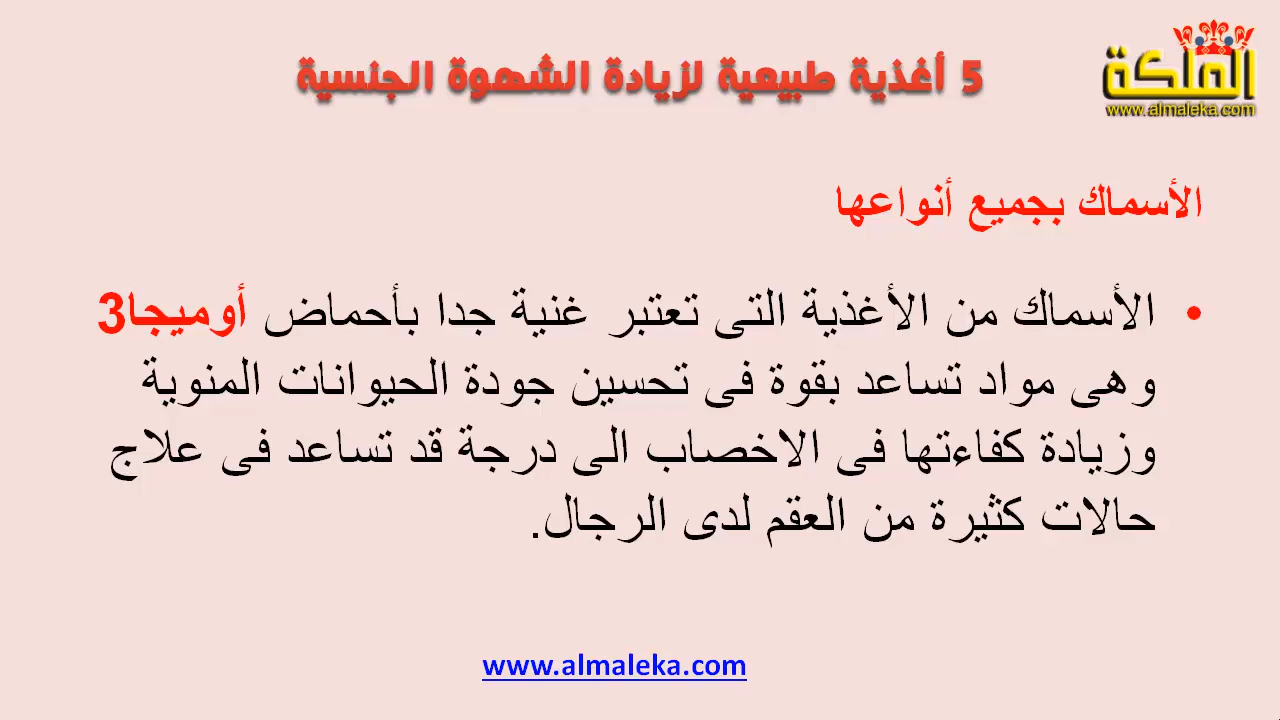 الملكة
www.almaleka.com
5 أغذية طبيعية لزيادة الشهوة الجنسية
الأسماك بجميع أنواعها
• الأسماك من الأغذية التى تعتبر غنية جدا بأحماض أوميجا3
وهى مواد تساعد بقوة فى تحسين جودة الحيوانات المنوية
وزيادة كفاءتها فى الاخصاب الى درجة قد تساعد فى علاج
حالات كثيرة من العقم لدى الرجال.
www.almaleka.com